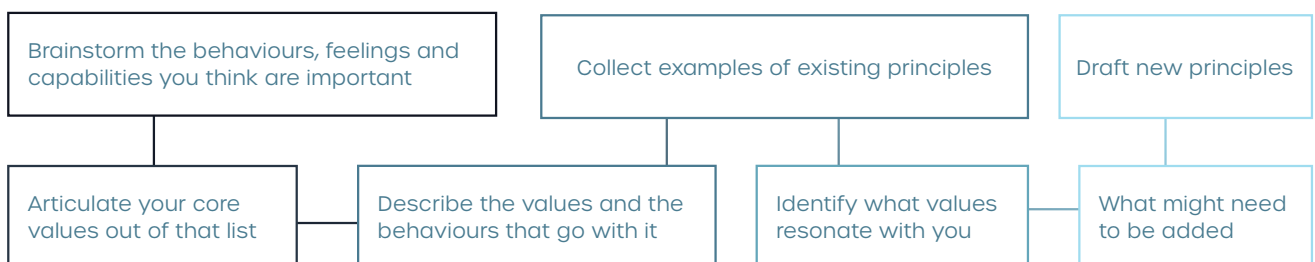 Brainstorm the behaviours, feelings and
capabilities you think are important
Collect examples of existing principles
Draft new principles
Articulate your core
values out of that list
Describe the values and the
behaviours that go with it
Identify what values
resonate with you
What might need
to be added